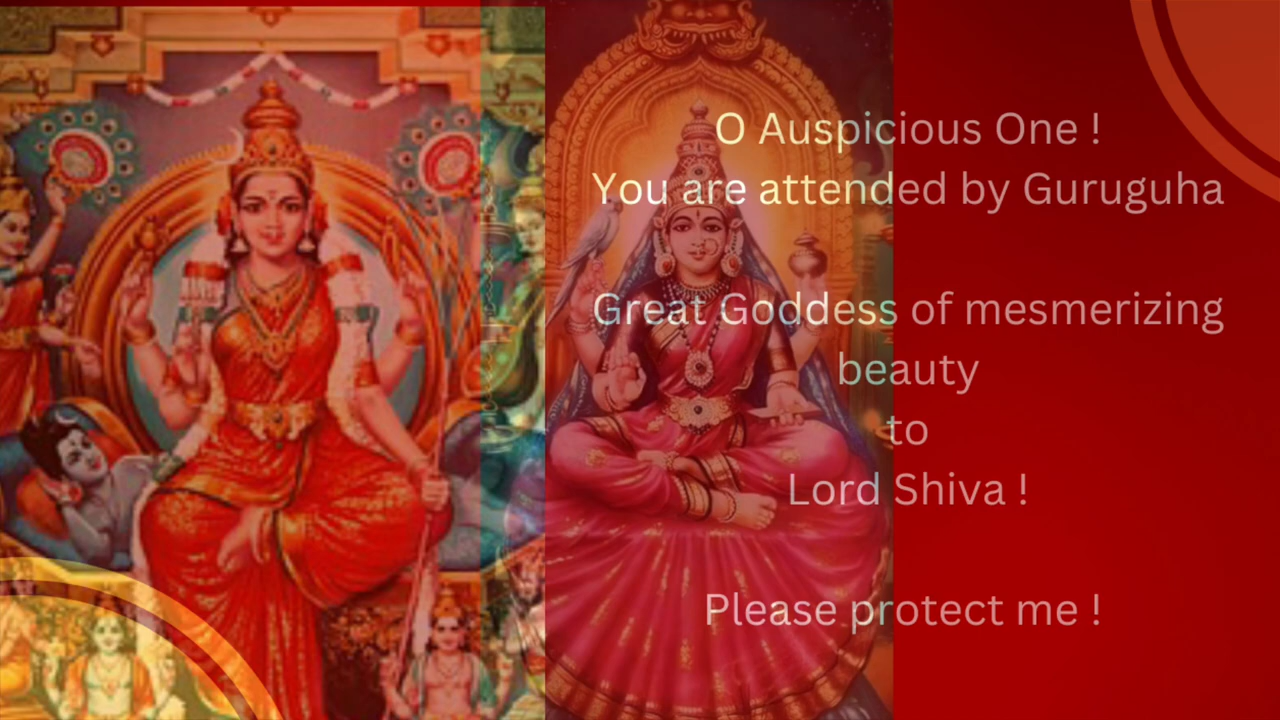 O Auspicious One !
You are attended by Guruguha
Great Goddess of mesmerizing
beauty
to
Lord Shiva !
Please protect me !